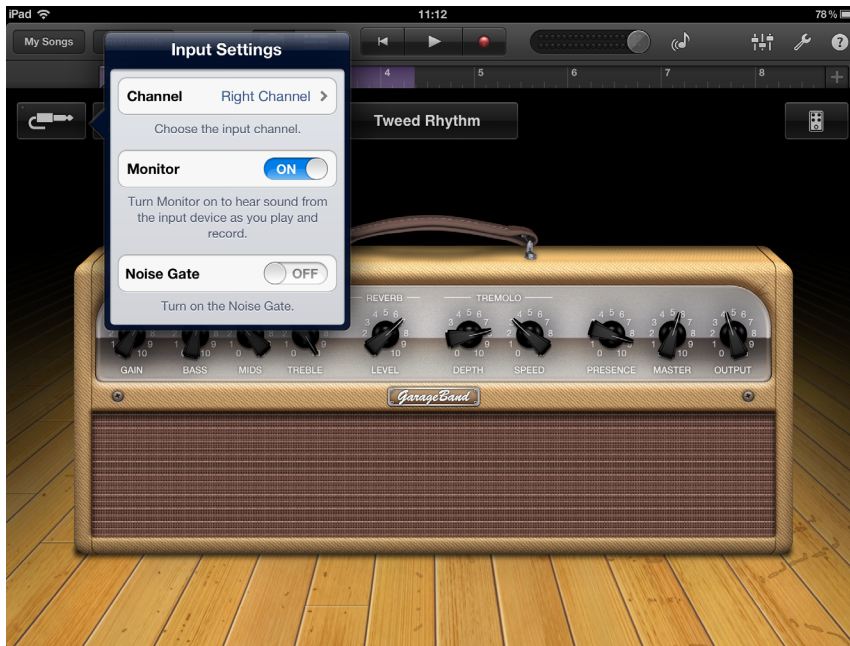 iPad
11:12
78%
My Songs
Input Settings
4
5
6
7
8
+
?
Channel Right Channel >
Choose the input channel.
Tweed Rhythm
Monitor ON
Turn Monitor on to hear sound from
the input device as you play and
record.
Noise Gate OFF
Turn on the Noise Gate.
REVERB
TREMOLO
GAIN
BASS
MIDS
TREBLE
LEVEL
DEPTH
SPEED
PRESENCE
MASTER
OUTPUT
GarageBand